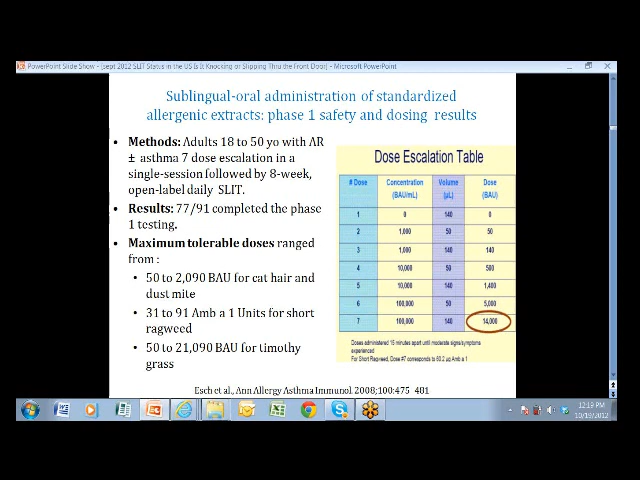 PowerPoint Slide Show - [sept 2012 SLIT Status in the US Is It Knocking or Slipping Thru the Front Door] - Microsoft PowerPoint
Sublingual-oral administration of standardized
allergenic extracts: phase 1 safety and dosing results
• Methods: Adults 18 to 50 yo with AR
± asthma 7 dose escalation in a
single-session followed by 8-week,
open-label daily SLIT.
• Results: 77/91 completed the phase
1 testing.
• Maximum tolerable doses ranged
from :
• 50 to 2,090 BAU for cat hair and
dust mite
• 31 to 91 Amb a 1 Units for short
ragweed
• 50 to 21,090 BAU for timothy
grass
Dose Escalation Table
# Dose Concentration (BAU/mL) Volume (µL) Dose (BAU)
1 0 140 0
2 1,000 50 50
3 1,000 140 140
4 10,000 50 500
5 10,000 140 1,400
6 100,000 50 5,000
7 100,000 140 14,000
Doses administered 15 minutes apart until moderate signs/symptoms
experienced
For Short Ragweed, Dose #7 corresponds to 60.2 µg Amb a 1
Esch et al., Ann Allergy Asthma Immunol. 2008;100:475–481
12:19 PM
10/19/2012